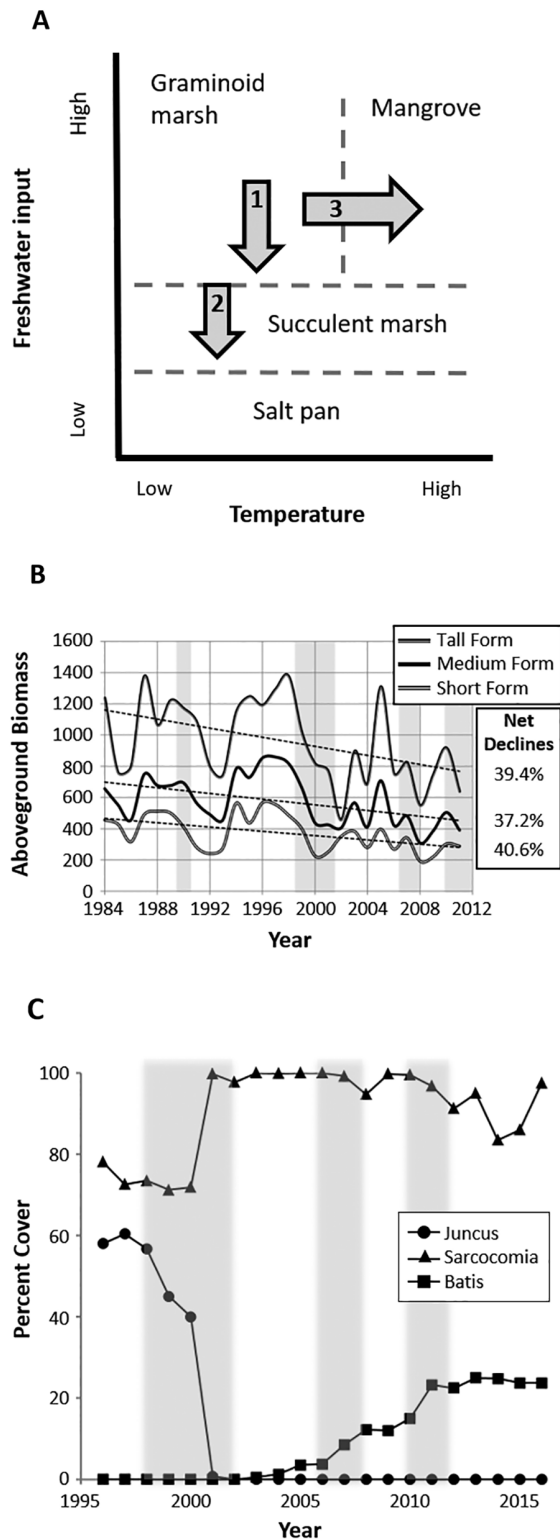 A
High
Freshwater input
Low
Graminoid
marsh
Mangrove
1
3
2
Succulent marsh
Salt pan
Low
High
Temperature
B
Tall Form
Medium Form
Short Form
Net
Declines
39.4%
37.2%
40.6%
Aboveground Biomass
1600
1400
1200
1000
800
600
400
200
0
1984
1988
1992
1996
2000
2004
2008
2012
Year
C
Percent Cover
100
80
60
40
20
0
Juncus
Sarcocomia
Batis
1995
2000
2005
2010
2015
Year